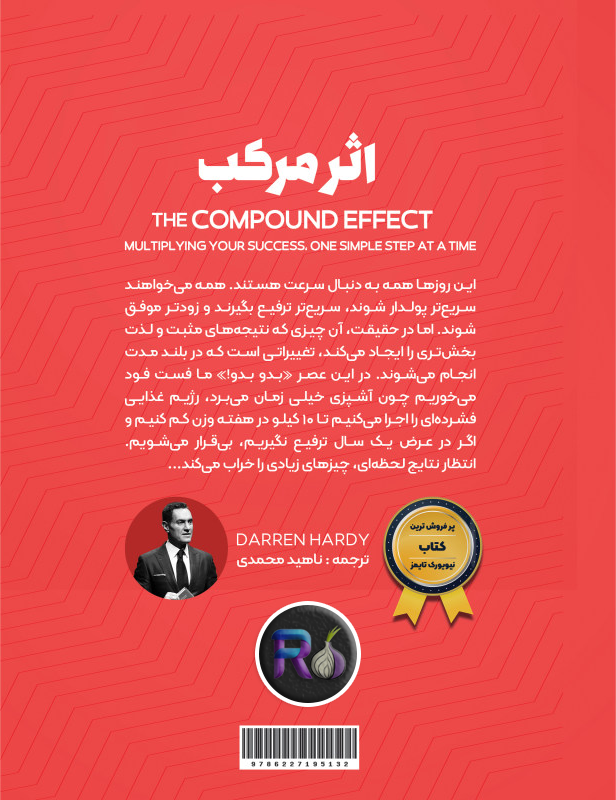 اثر مرکب
THE COMPOUND EFFECT
MULTIPLYING YOUR SUCCESS, ONE SIMPLE STEP AT A TIME
این روزها همه به دنبال سرعت هستند. همه می‌خواهند
سریع‌تر پولدار شوند، سریع‌تر ترفیع بگیرند و زودتر موفق
شوند. اما در حقیقت، آن چیزی که نتیجه‌های مثبت و لذت
بخش‌تری را ایجاد می‌کند، تغییراتی است که در بلند مدت
انجام می‌شوند. در این عصر «بدو بدو!» ما فست فود
می‌خوریم چون آشپزی خیلی زمان می‌برد، رژیم غذایی
فشرده‌ای را اجرا می‌کنیم تا ۱۰ کیلو در هفته وزن کم کنیم و
اگر در عرض یک سال ترفیع نگیریم، بی‌قرار می‌شویم.
انتظار نتایج لحظه‌ای، چیزهای زیادی را خراب می‌کند...
پر فروش ترین
کتاب
نیویورک تایمز
DARREN HARDY
ترجمه : ناهید محمدی
R
9786227195132